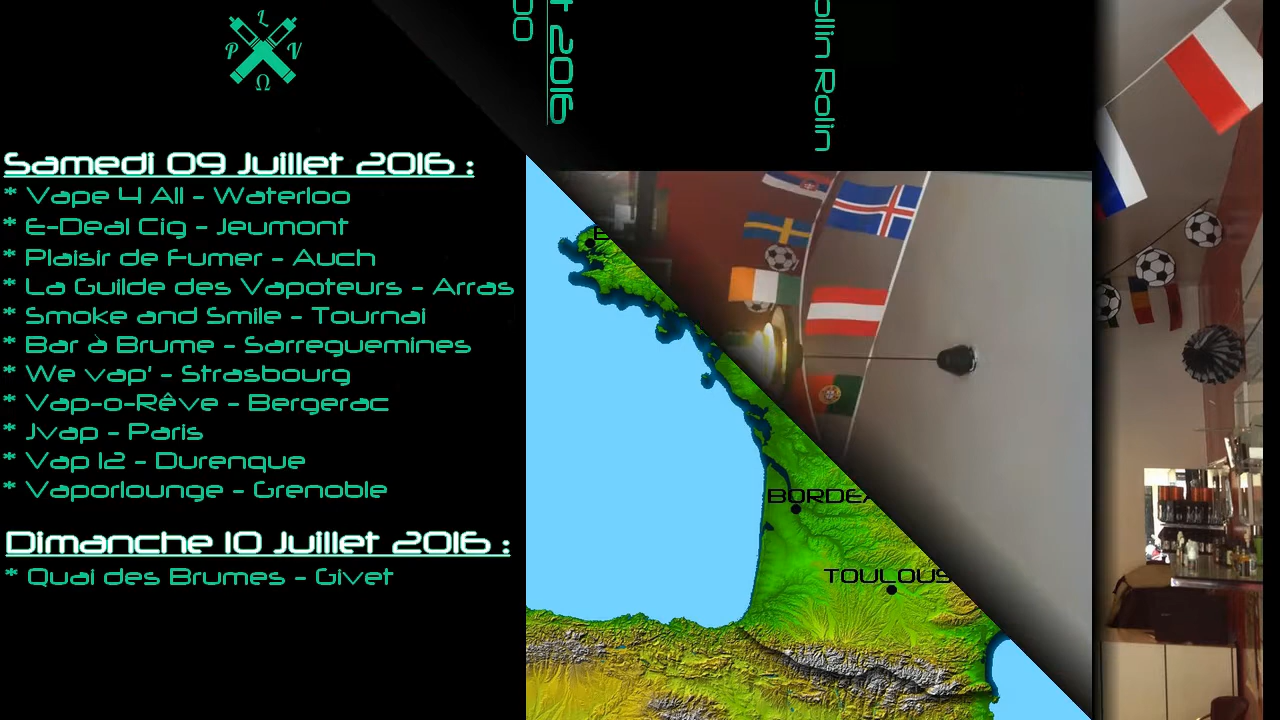 L
P V
Ω
Samedi 09 Juillet 2016 :
* Vape 4 All - Waterloo
* E-Deal Cig - Jeumont
* Plaisir de Fumer - Auch
* La Guilde des Vapoteurs - Arras
* Smoke and Smile - Tournai
* Bar à Brume - Sarreguemines
* We vap' - Strasbourg
* Vap-o-Rêve - Bergerac
* Jvap - Paris
* Vap 12 - Durenque
* Vaporlounge - Grenoble
Dimanche 10 Juillet 2016 :
* Quai des Brumes - Givet
2016
Rolin